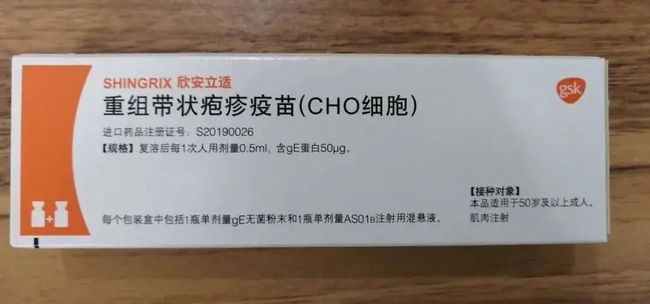 SHINGRIX 欣安立适
重组带状疱疹疫苗(CHO细胞)
进口药品注册证号：S20190026
【规格】复溶后每1次人用剂量0.5ml，含gE蛋白50μg。
gsk
【接种对象】
本品适用于50岁及以上成人。
肌肉注射
每个包装盒中包括1瓶单剂量gE无菌粉末和1瓶单剂量AS01B注射用混悬液。